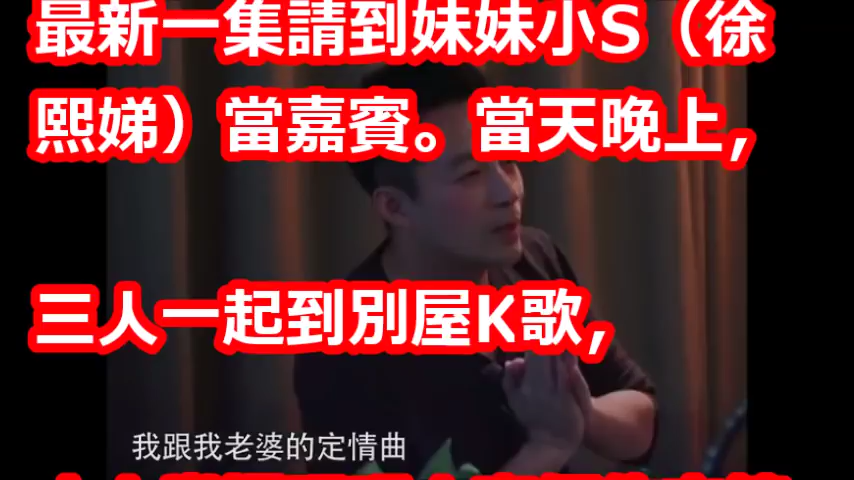 最新一集請到妹妹小S（徐
熙娣）當嘉賓。當天晚上，
三人一起到別屋K歌，
我跟我老婆的定情曲